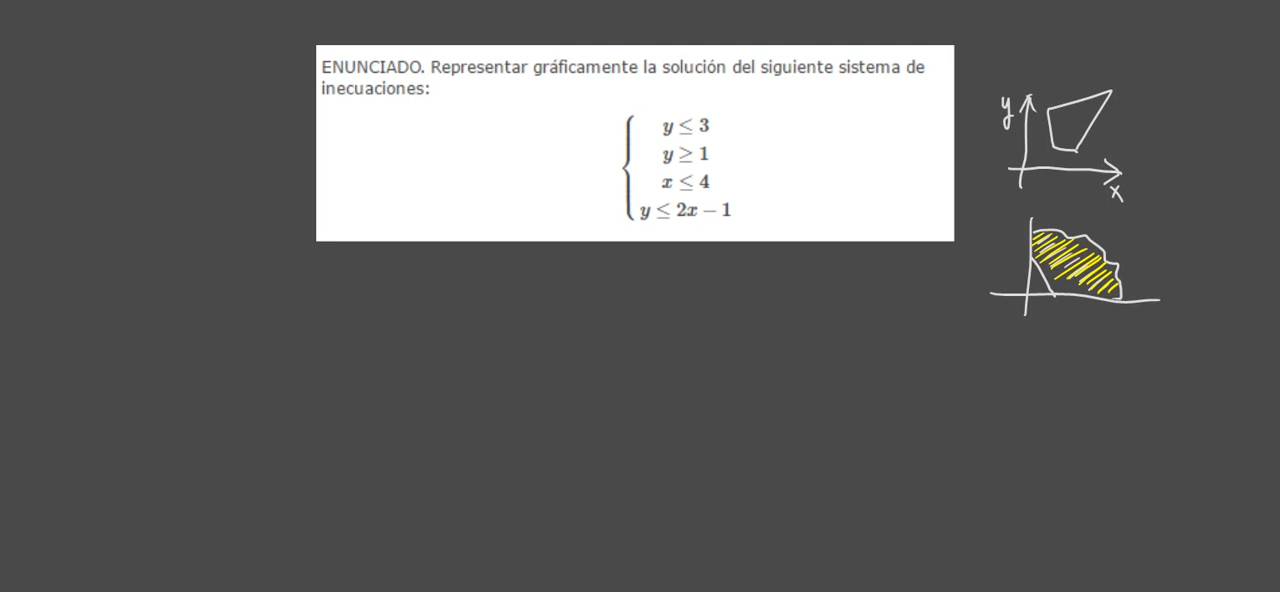 ENUNCIADO. Representar gráficamente la solución del siguiente sistema de
inecuaciones:
y ≤ 3
y ≥ 1
x ≤ 4
y ≤ 2x − 1
y
x